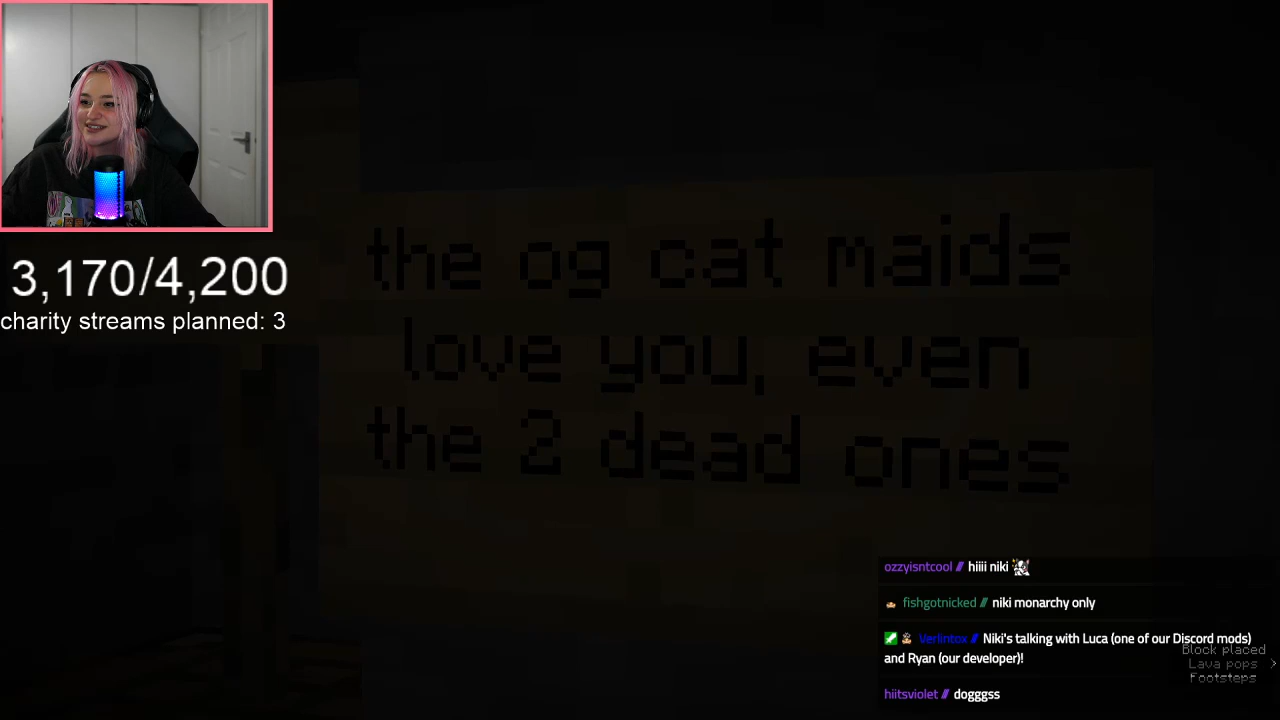 3,170/4,200
charity streams planned: 3
the og cat maids
love you, even
the 2 dead ones
ozzyisntcool // hiiii niki
fishgotnicked // niki monarchy only
Verlintox // Niki's talking with Luca (one of our Discord mods)
and Ryan (our developer)!
hiitsviolet // dogggss
Block placed
Lava pops >
Footsteps